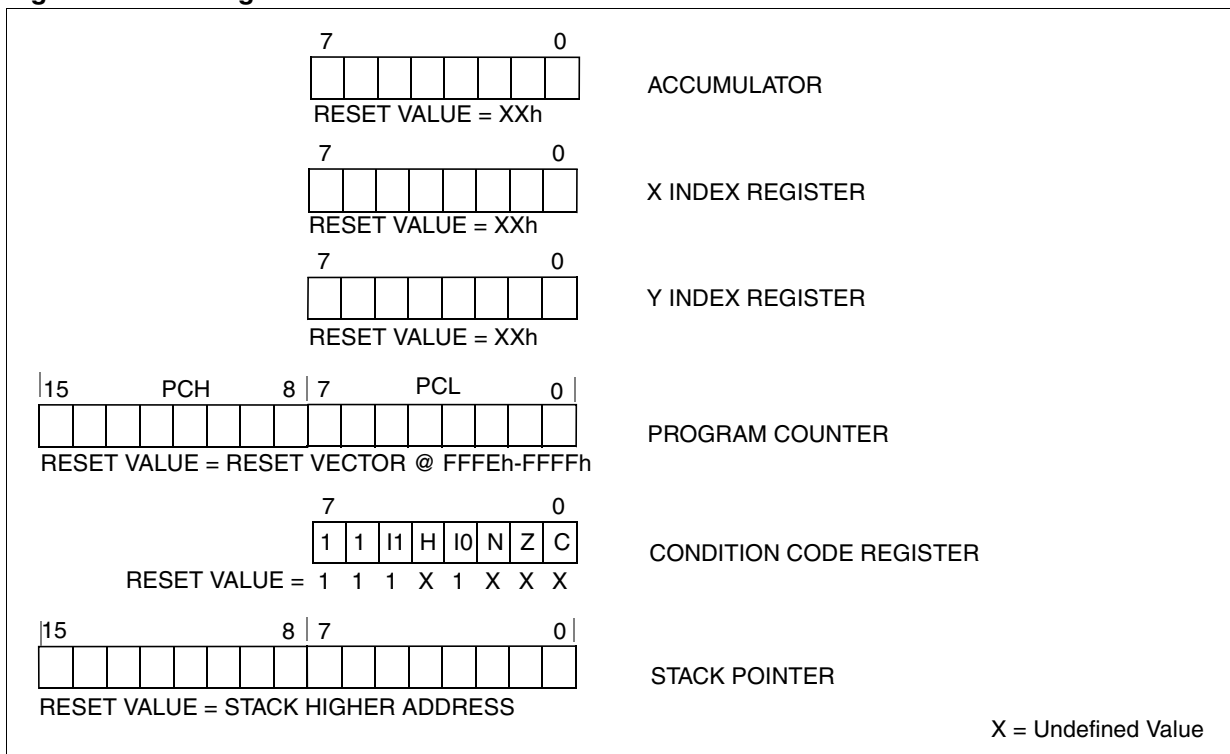 7 0
ACCUMULATOR
RESET VALUE = XXh
7 0
X INDEX REGISTER
RESET VALUE = XXh
7 0
Y INDEX REGISTER
RESET VALUE = XXh
15 PCH 8 7 PCL 0
PROGRAM COUNTER
RESET VALUE = RESET VECTOR @ FFFEh-FFFFh
7 0
1 1 I1 H I0 N Z C
CONDITION CODE REGISTER
RESET VALUE = 1 1 1 X 1 X X X
15 8 7 0
STACK POINTER
RESET VALUE = STACK HIGHER ADDRESS
X = Undefined Value